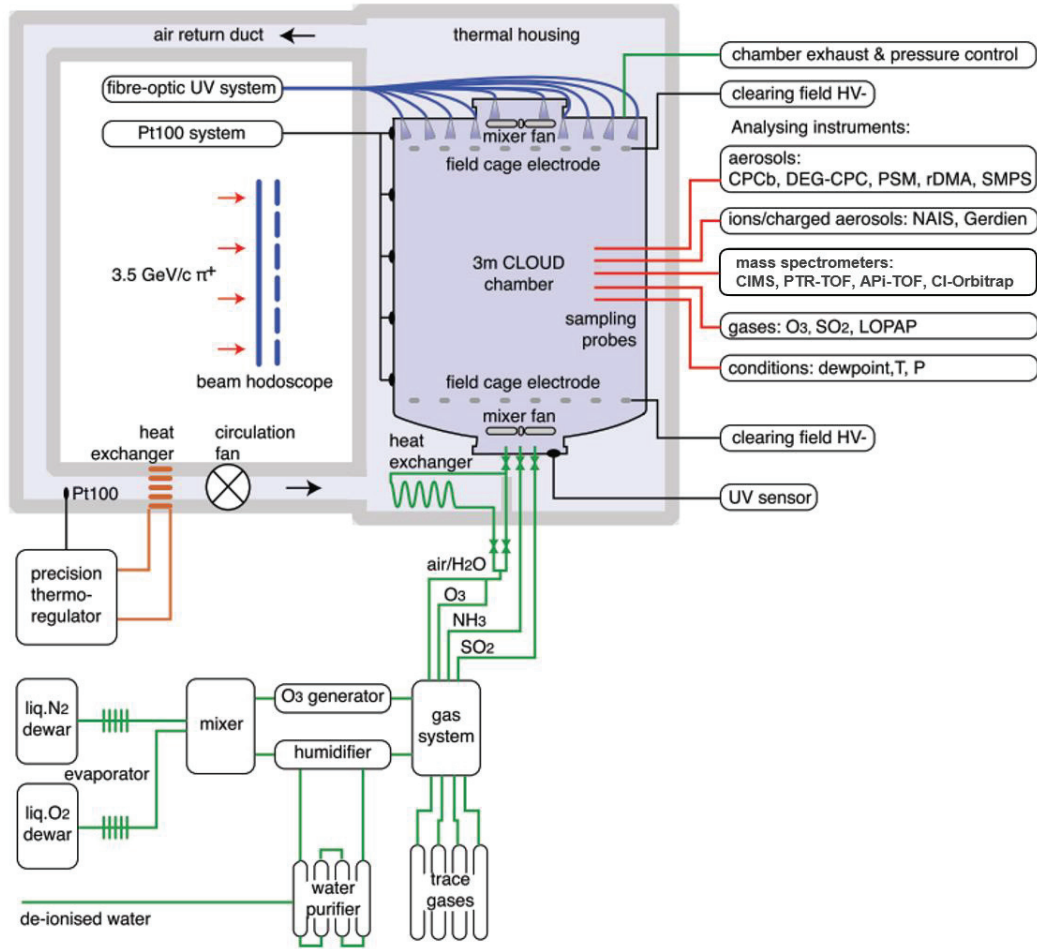 air return duct
thermal housing
fibre-optic UV system
Pt100 system
mixer fan
field cage electrode
3.5 GeV/c π⁺
beam hodoscope
3m CLOUD
chamber
sampling
probes
field cage electrode
mixer fan
chamber exhaust & pressure control
clearing field HV-
Analysing instruments:
aerosols:
CPCb, DEG-CPC, PSM, rDMA, SMPS
ions/charged aerosols: NAIS, Gerdien
mass spectrometers:
CIMS, PTR-TOF, APi-TOF, CI-Orbitrap
gases: O₃, SO₂, LOPAP
conditions: dewpoint,T, P
clearing field HV-
UV sensor
heat
exchanger
circulation
fan
heat
exchanger
Pt100
precision
thermo-
regulator
air/H₂O
O₃
NH₃
SO₂
liq.N₂
dewar
evaporator
liq.O₂
dewar
mixer
O₃ generator
humidifier
gas
system
water
purifier
trace
gases
de-ionised water